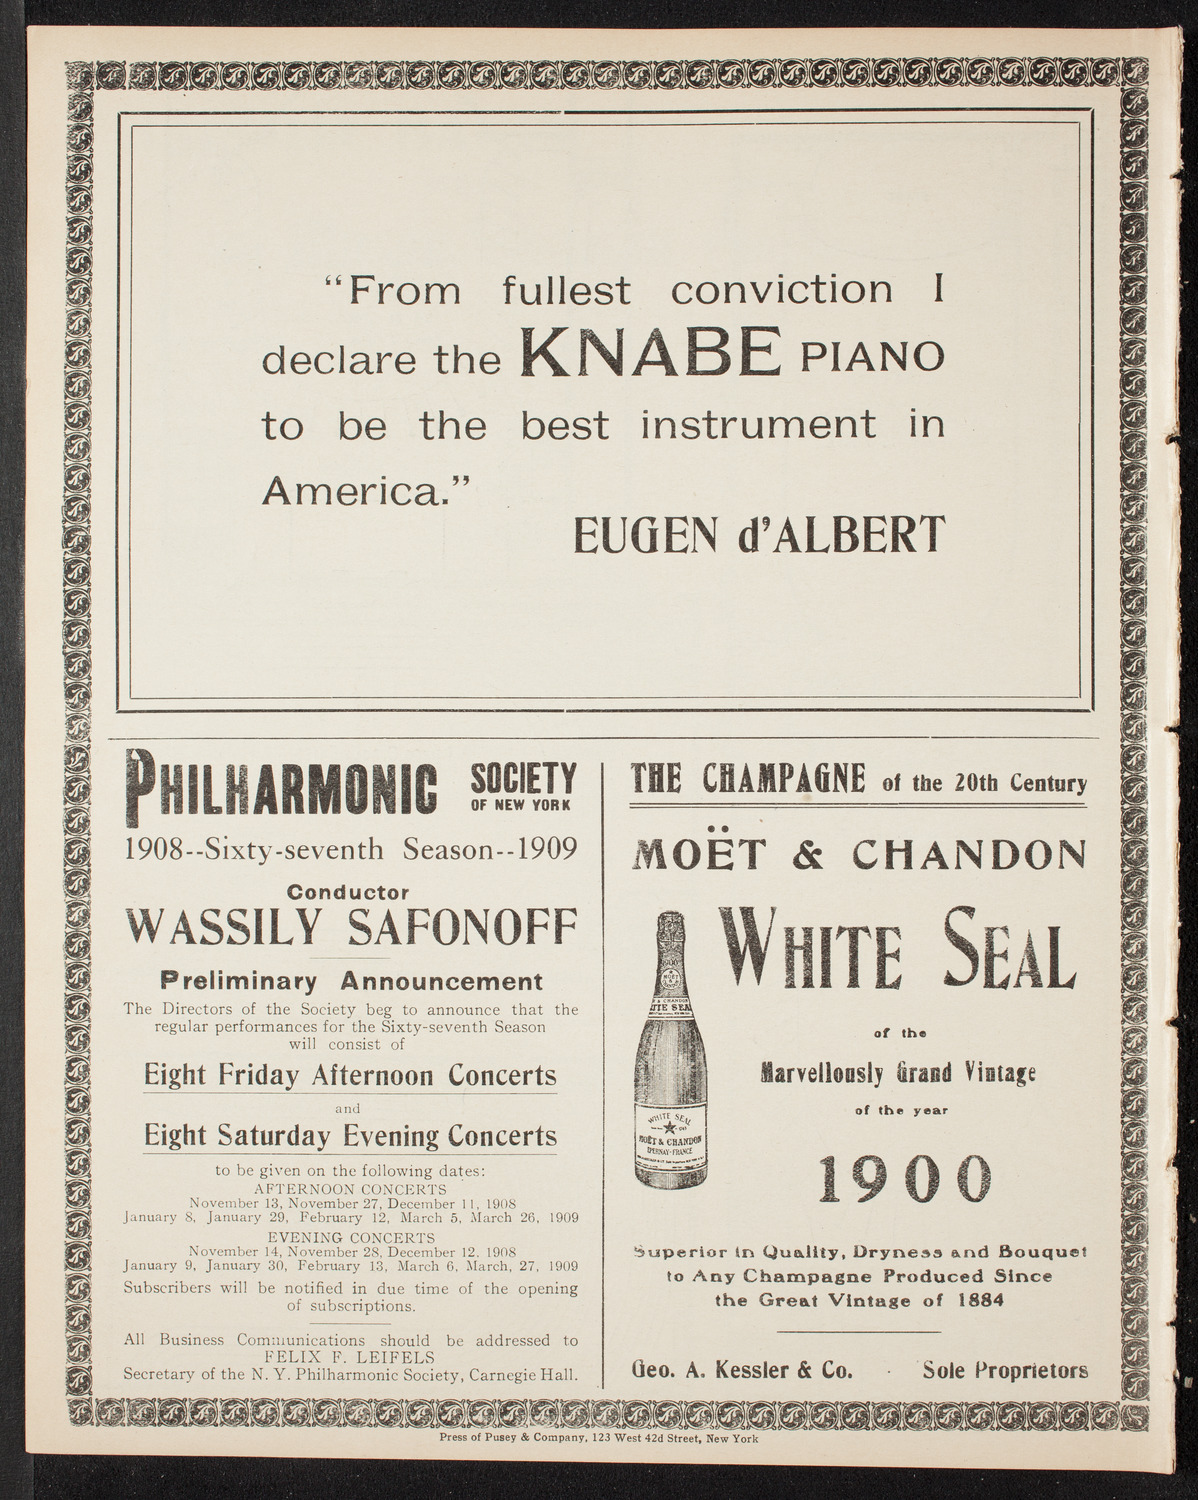 “From fullest conviction I
declare the KNABE PIANO
to be the best instrument in
America.”
EUGEN d’ALBERT
PHILHARMONIC SOCIETY
OF NEW YORK
1908--Sixty-seventh Season--1909
Conductor
WASSILY SAFONOFF
Preliminary Announcement
The Directors of the Society beg to announce that the
regular performances for the Sixty-seventh Season
will consist of
Eight Friday Afternoon Concerts
and
Eight Saturday Evening Concerts
to be given on the following dates:
AFTERNOON CONCERTS
November 13, November 27, December 11, 1908
January 8, January 29, February 12, March 5, March 26, 1909
EVENING CONCERTS
November 14, November 28, December 12. 1908
January 9, January 30, February 13, March 6, March, 27, 1909
Subscribers will be notified in due time of the opening
of subscriptions.
All Business Communications should be addressed to
FELIX F. LEIFELS
Secretary of the N. Y. Philharmonic Society, Carnegie Hall.
THE CHAMPAGNE of the 20th Century
MOËT & CHANDON
WHITE SEAL
WHITE SEAL
MOËT & CHANDON
EPERNAY-FRANCE
of the
Marvellously Grand Vintage
of the year
1900
Superior in Quality, Dryness and Bouquet
to Any Champagne Produced Since
the Great Vintage of 1884
Geo. A. Kessler & Co. · Sole Proprietors
Press of Pusey & Company, 123 West 42d Street, New York